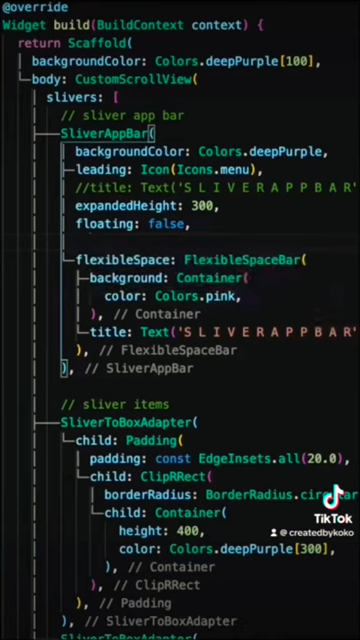 @override
Widget build(BuildContext context) {
return Scaffold(
backgroundColor: Colors.deepPurple[100],
body: CustomScrollView(
slivers: [
// sliver app bar
SliverAppBar(
backgroundColor: Colors.deepPurple,
leading: Icon(Icons.menu),
//title: Text('S L I V E R A P P B A R'
expandedHeight: 300,
floating: false,
flexibleSpace: FlexibleSpaceBar(
background: Container(
color: Colors.pink,
), // Container
title: Text('S L I V E R A P P B A R'
), // FlexibleSpaceBar
), // SliverAppBar
// sliver items
SliverToBoxAdapter(
child: Padding(
padding: const EdgeInsets.all(20.0),
child: ClipRRect(
borderRadius: BorderRadius.circular
child: Container(
height: 400,
color: Colors.deepPurple[300],
), // Container
), // ClipRRect
), // Padding
), // SliverToBoxAdapter
SliverToBoxAdapter(
TikTok
@createdbykoko